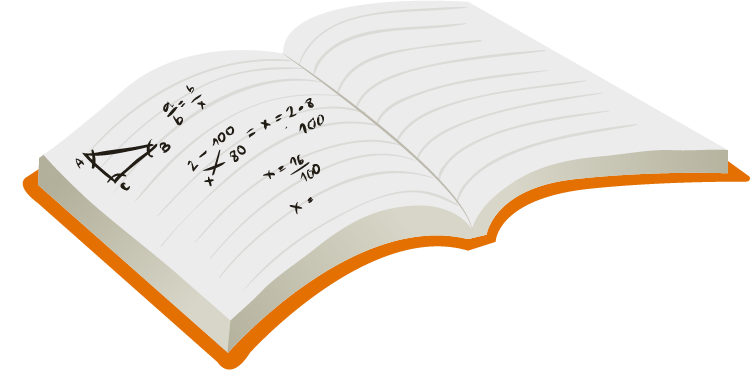 a/b = b/x
A B C
2 - 100
x 80 = x = 2 • 8
100
x = 16/100
x =